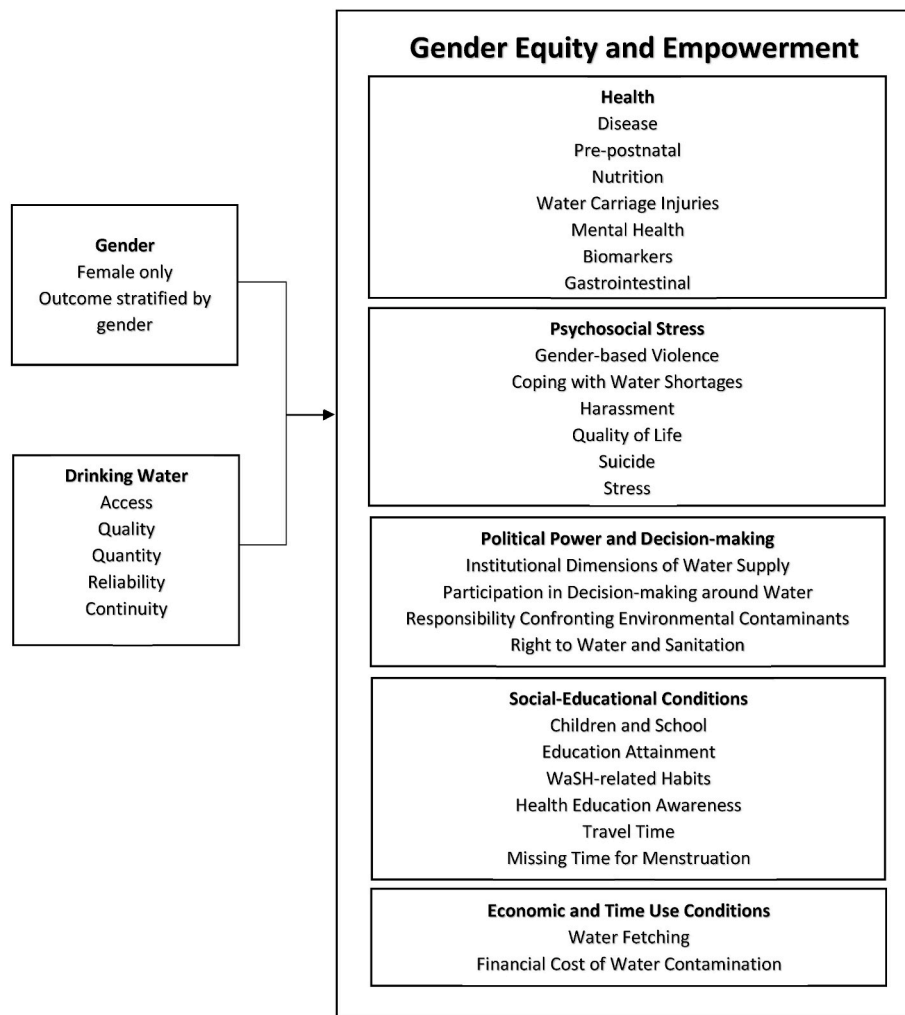 Gender
Female only
Outcome stratified by
gender
Drinking Water
Access
Quality
Quantity
Reliability
Continuity
Gender Equity and Empowerment
Health
Disease
Pre-postnatal
Nutrition
Water Carriage Injuries
Mental Health
Biomarkers
Gastrointestinal
Psychosocial Stress
Gender-based Violence
Coping with Water Shortages
Harassment
Quality of Life
Suicide
Stress
Political Power and Decision-making
Institutional Dimensions of Water Supply
Participation in Decision-making around Water
Responsibility Confronting Environmental Contaminants
Right to Water and Sanitation
Social-Educational Conditions
Children and School
Education Attainment
WaSH-related Habits
Health Education Awareness
Travel Time
Missing Time for Menstruation
Economic and Time Use Conditions
Water Fetching
Financial Cost of Water Contamination